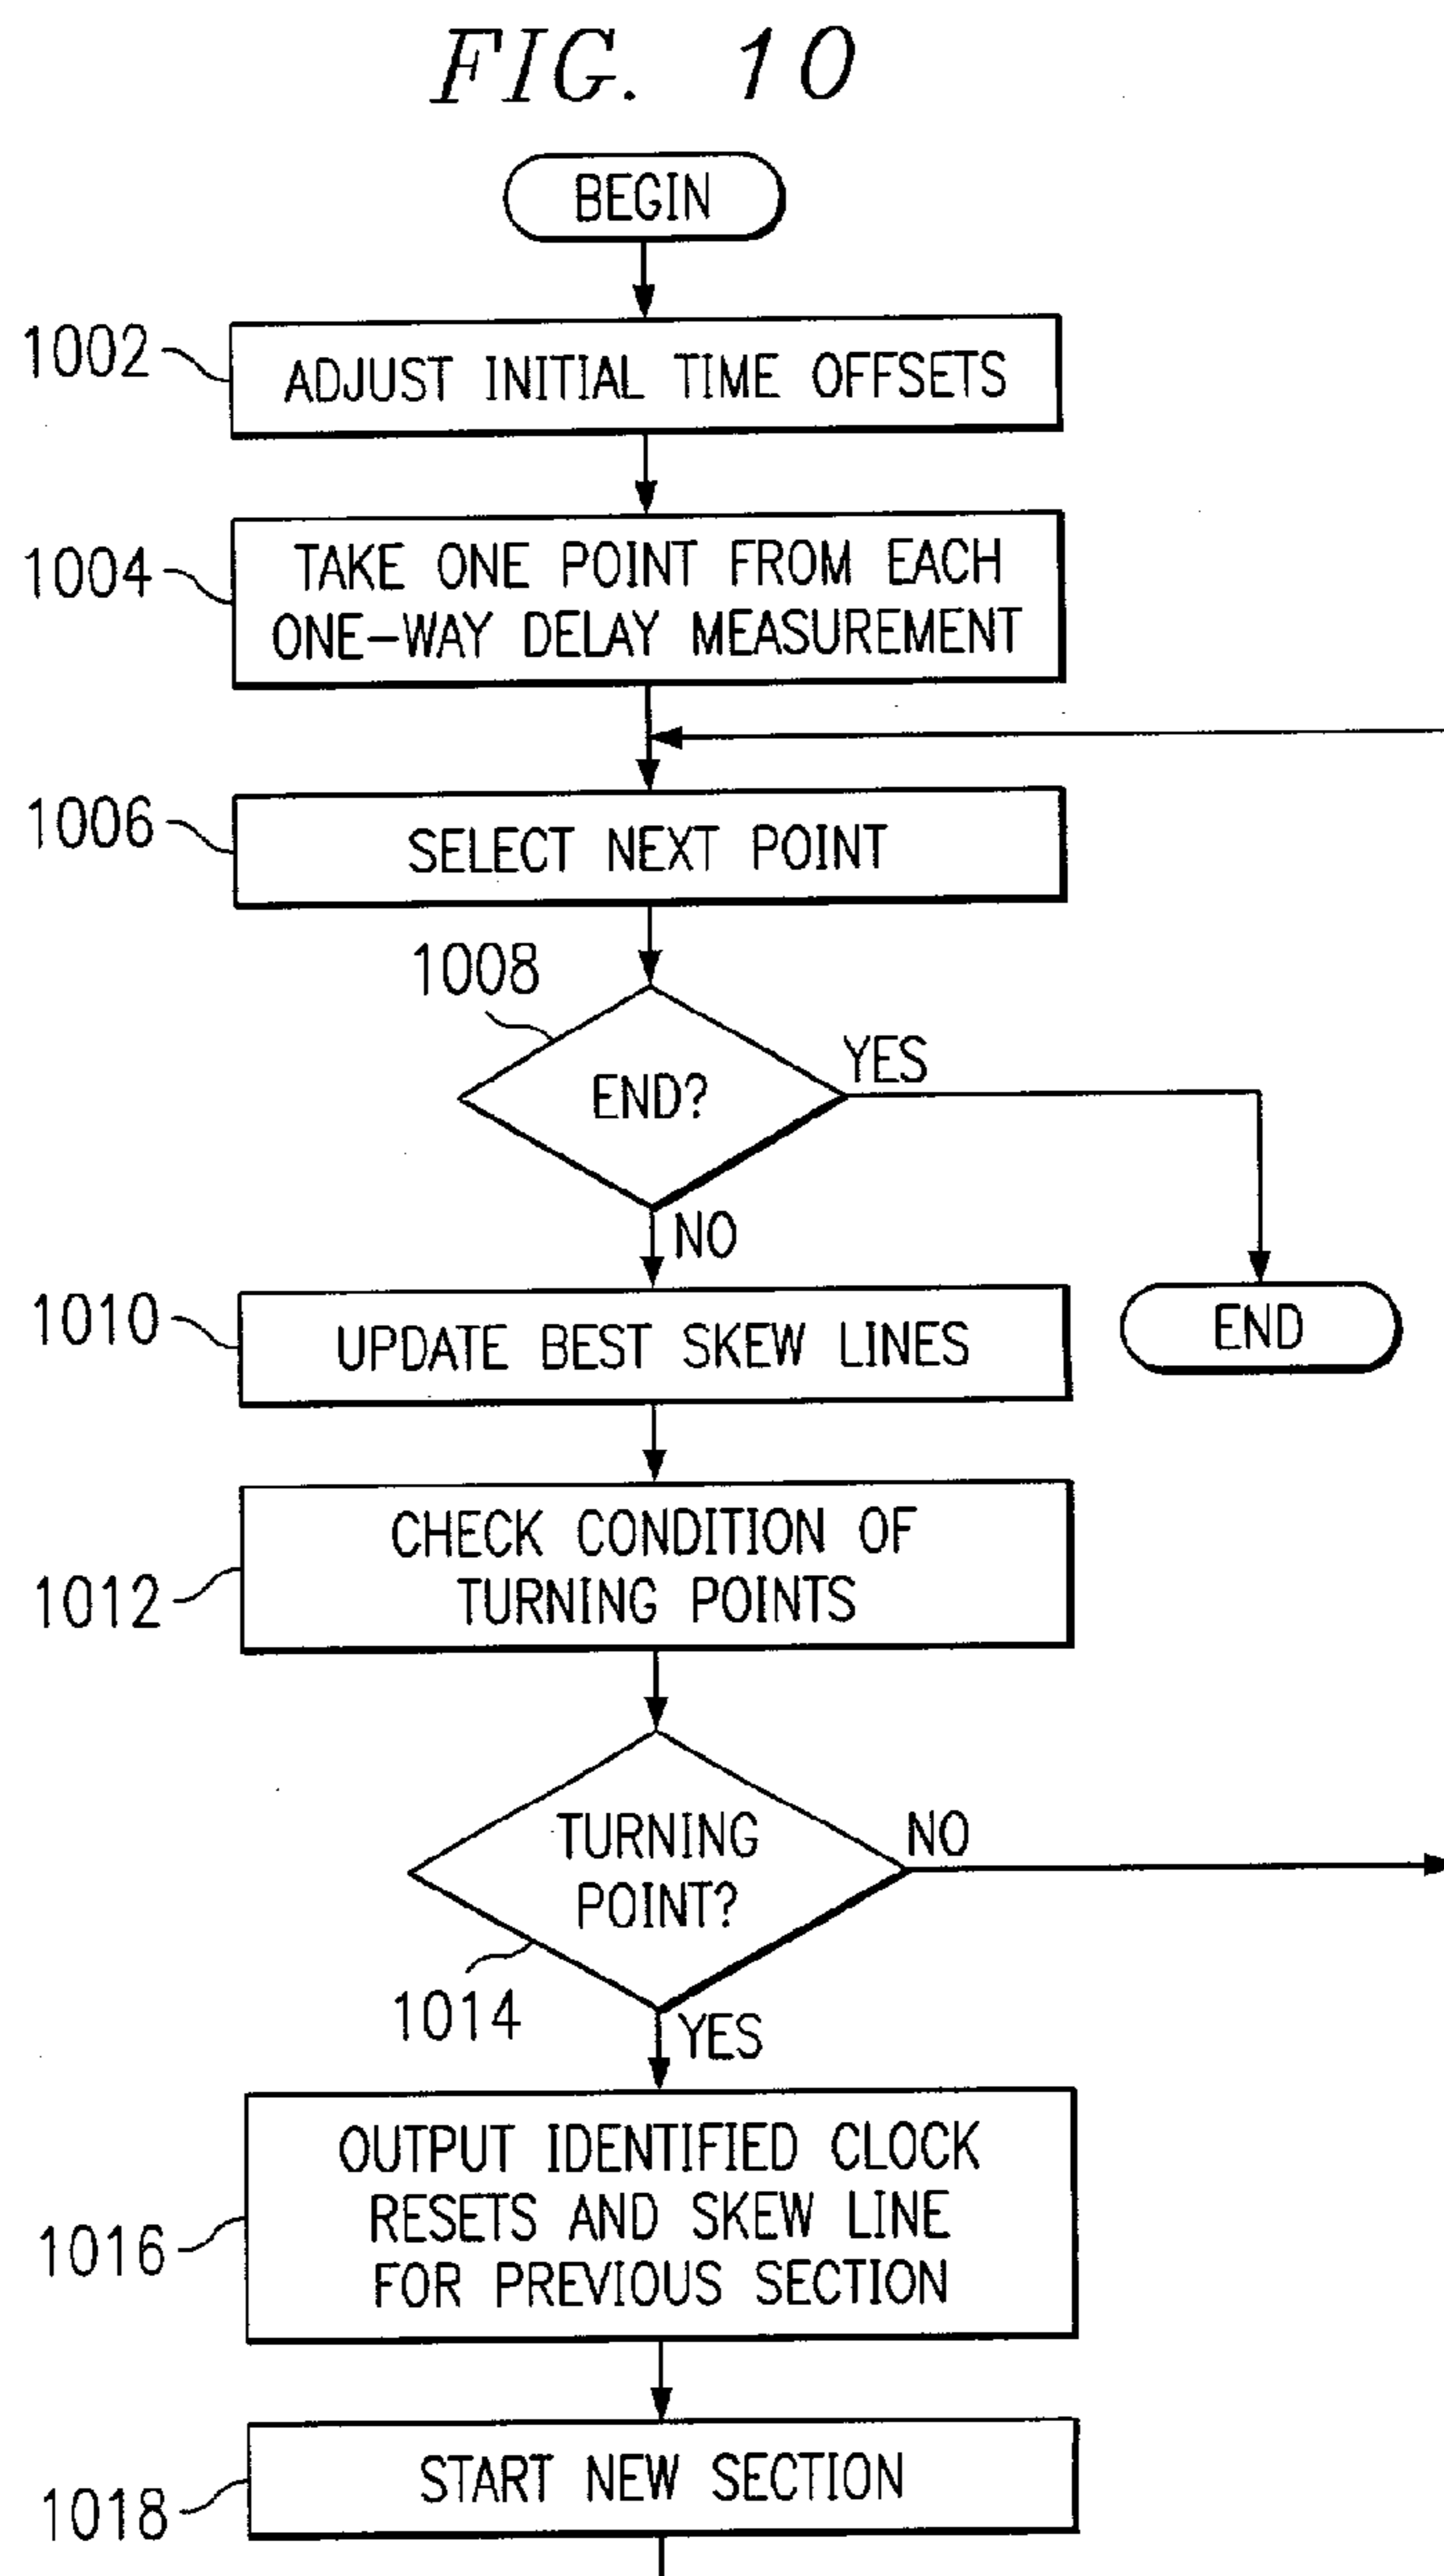 FIG. 10
BEGIN
1002
ADJUST INITIAL TIME OFFSETS
1004
TAKE ONE POINT FROM EACH
ONE-WAY DELAY MEASUREMENT
1006
SELECT NEXT POINT
1008
END?
YES
NO
1010
UPDATE BEST SKEW LINES
END
1012
CHECK CONDITION OF
TURNING POINTS
TURNING
POINT?
NO
1014
YES
1016
OUTPUT IDENTIFIED CLOCK
RESETS AND SKEW LINE
FOR PREVIOUS SECTION
1018
START NEW SECTION